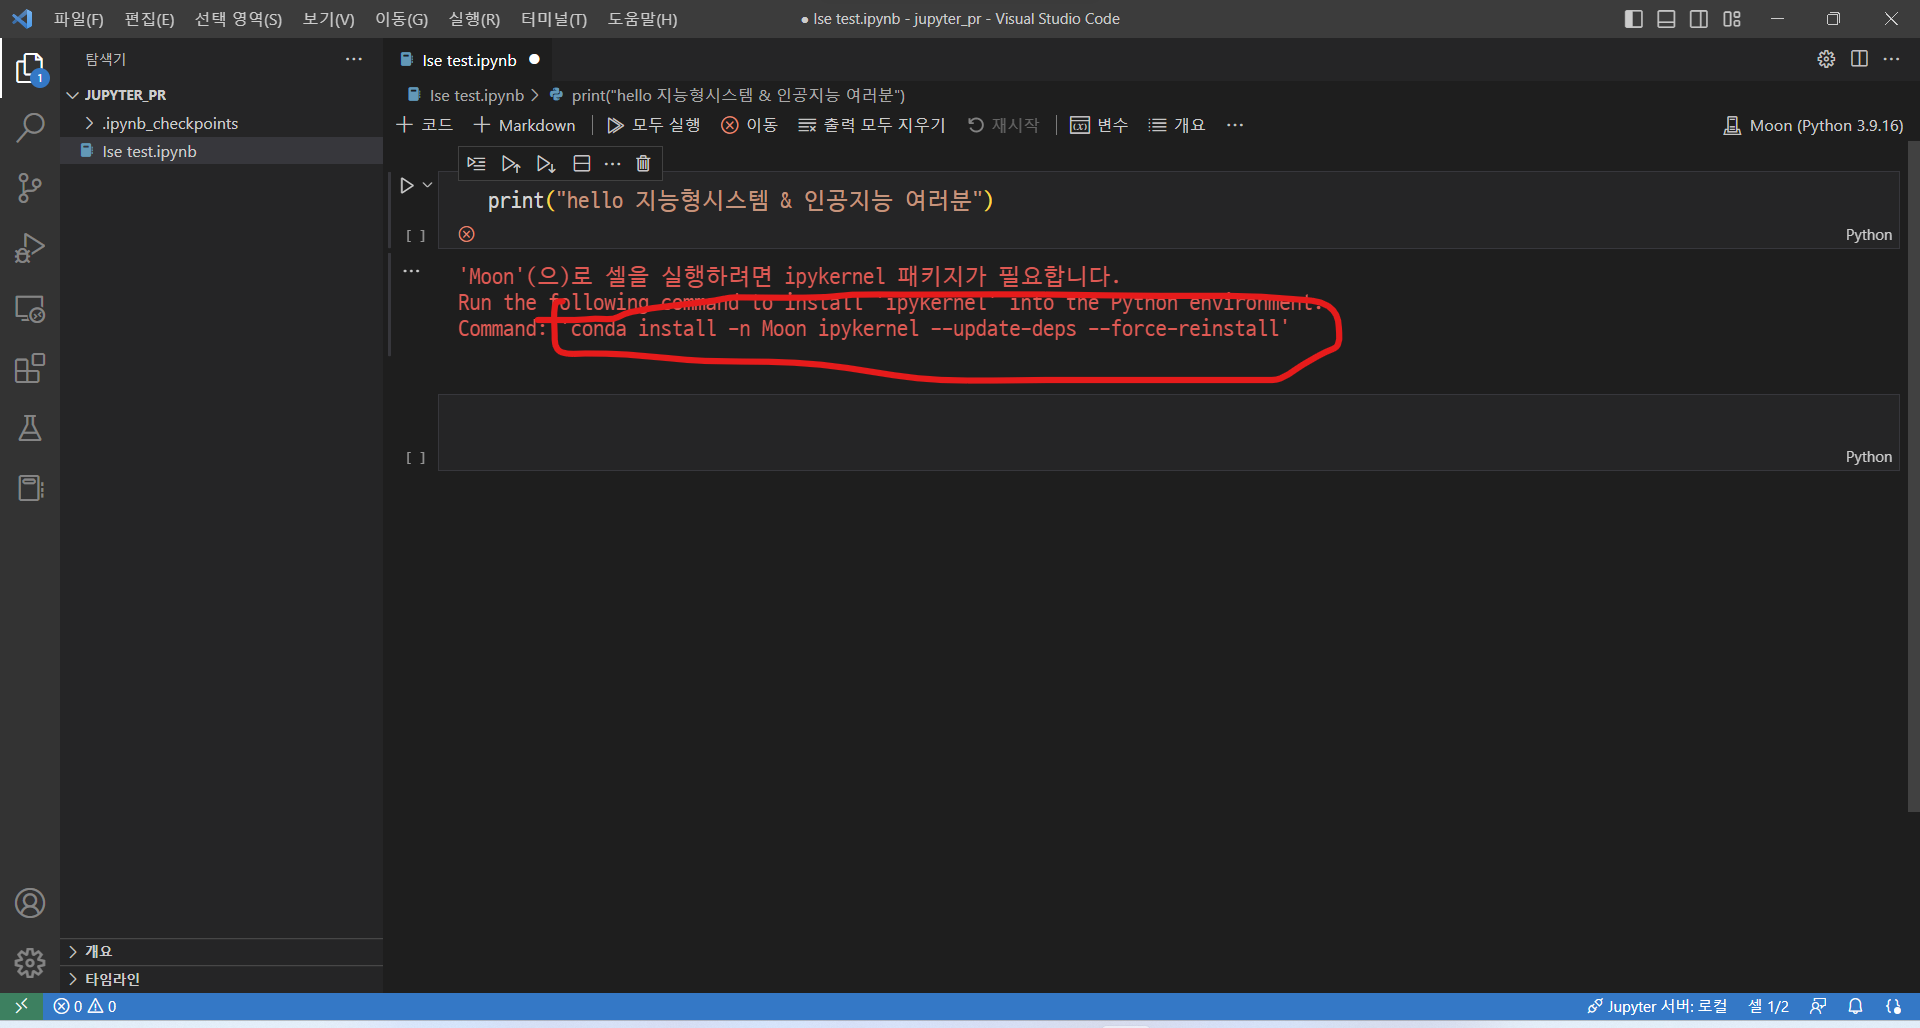 파일(F) 편집(E) 선택 영역(S) 보기(V) 이동(G) 실행(R) 터미널(T) 도움말(H)
● Ise test.ipynb - jupyter_pr - Visual Studio Code
탐색기
1
JUPYTER_PR
.ipynb_checkpoints
Ise test.ipynb
Ise test.ipynb ●
Ise test.ipynb > print("hello 지능형시스템 & 인공지능 여러분")
+ 코드 + Markdown 모두 실행 이동 출력 모두 지우기 재시작 변수 개요 ···
Moon (Python 3.9.16)
print("hello 지능형시스템 & 인공지능 여러분")
[ ]
Python
'Moon'(으)로 셀을 실행하려면 ipykernel 패키지가 필요합니다.
Run the following command to install 'ipykernel' into the Python environment.
Command: 'conda install -n Moon ipykernel --update-deps --force-reinstall'
[ ]
Python
개요
타임라인
0 0
Jupyter 서버: 로컬 셀 1/2